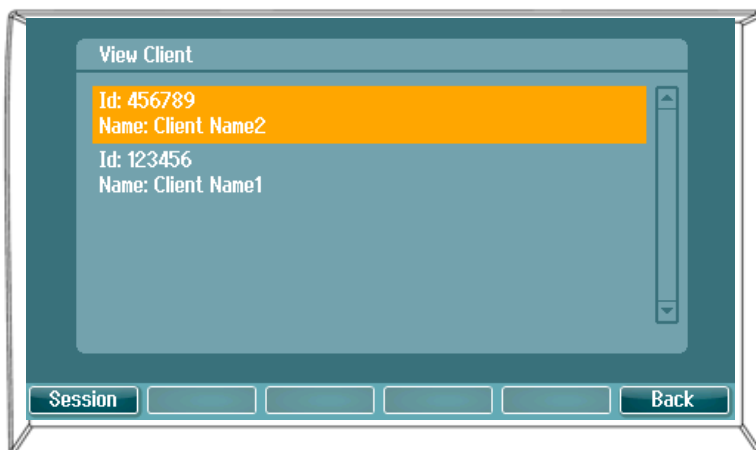 View Client
Id: 456789
Name: Client Name2
Id: 123456
Name: Client Name1
Session
Back